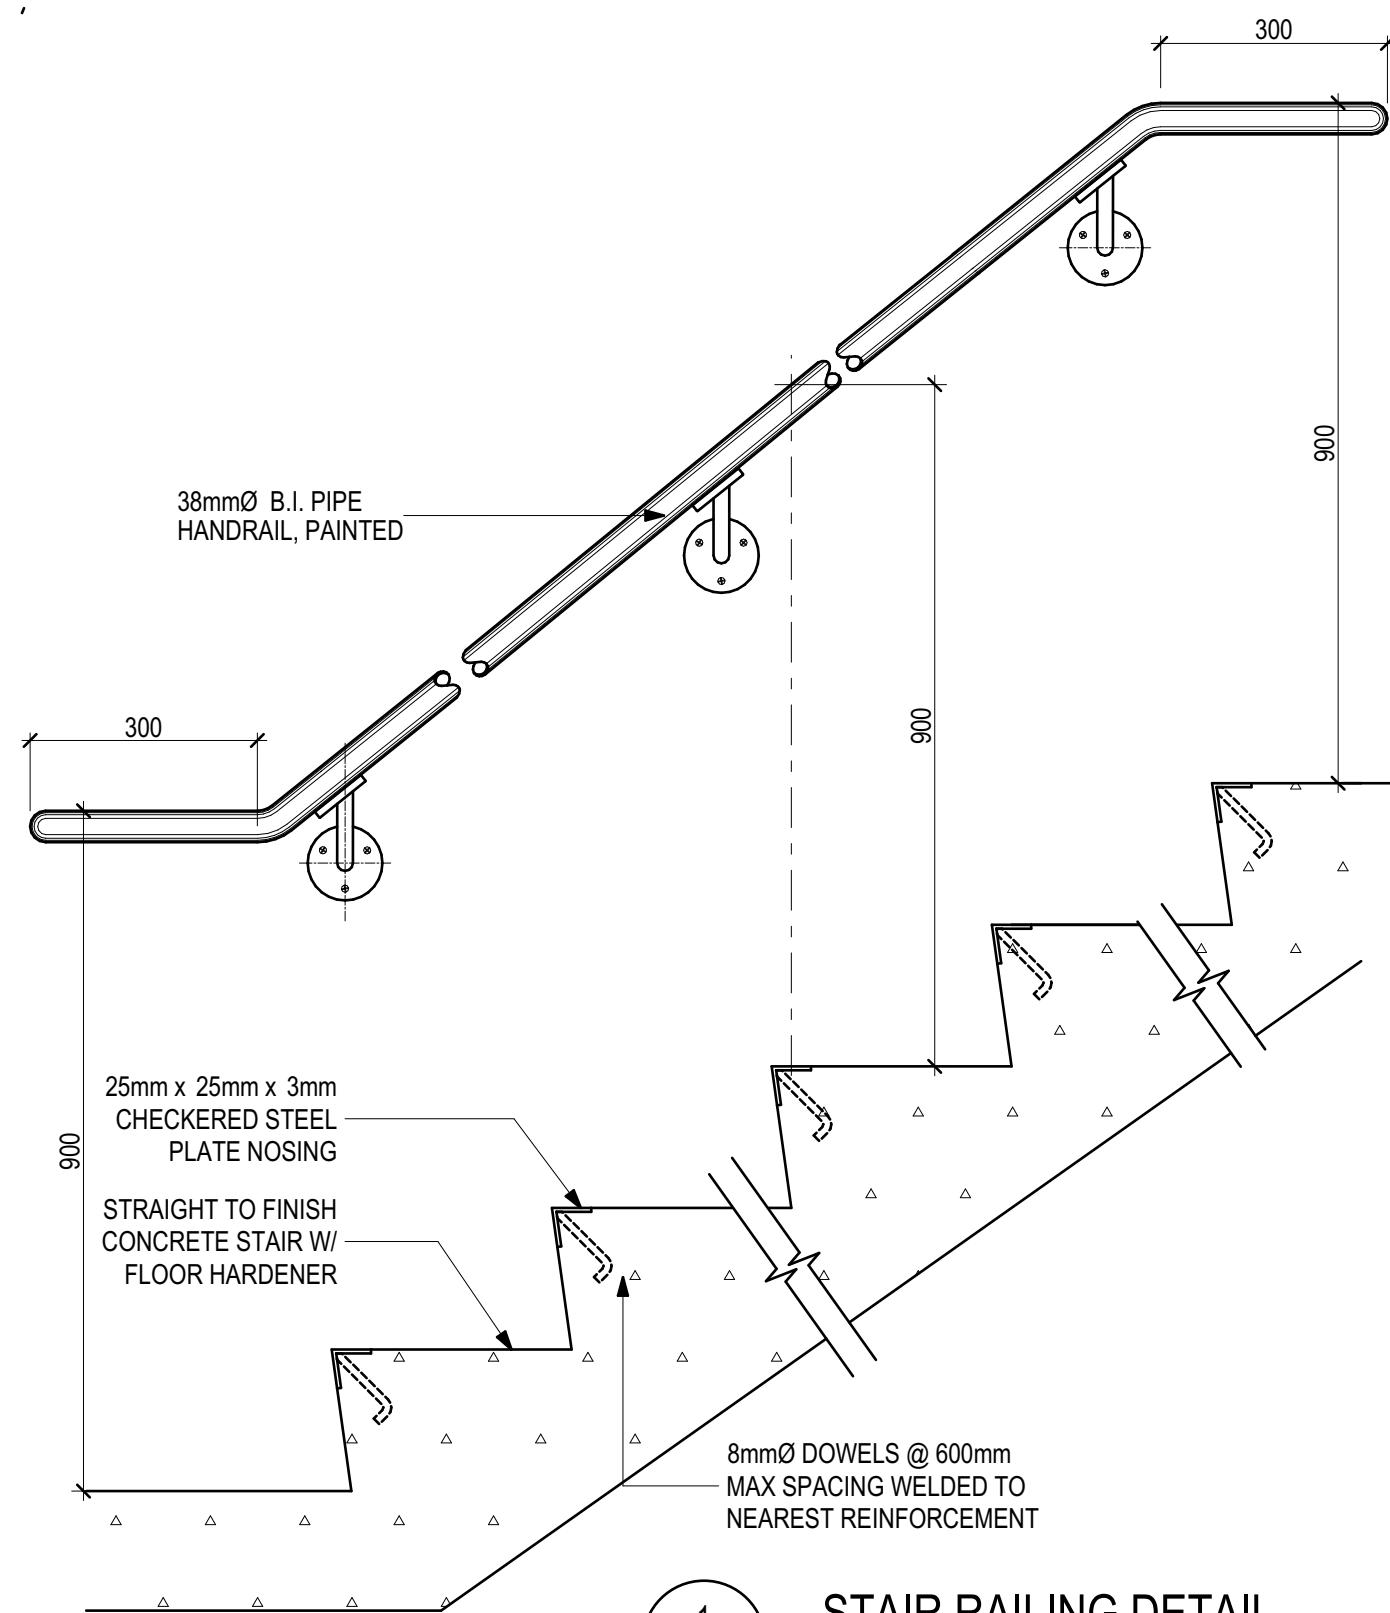 300
900
38mmØ B.I. PIPE
HANDRAIL, PAINTED
900
300
900
25mm x 25mm x 3mm
CHECKERED STEEL
PLATE NOSING
STRAIGHT TO FINISH
CONCRETE STAIR W/
FLOOR HARDENER
8mmØ DOWELS @ 600mm
MAX SPACING WELDED TO
NEAREST REINFORCEMENT
STAIR RAILING DETAIL